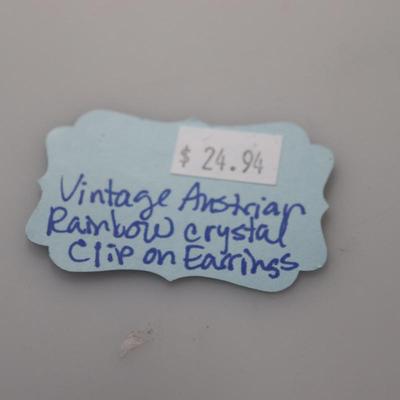 $ 24.94
Vintage Austrian
Rainbow crystal
Clip on Earrings